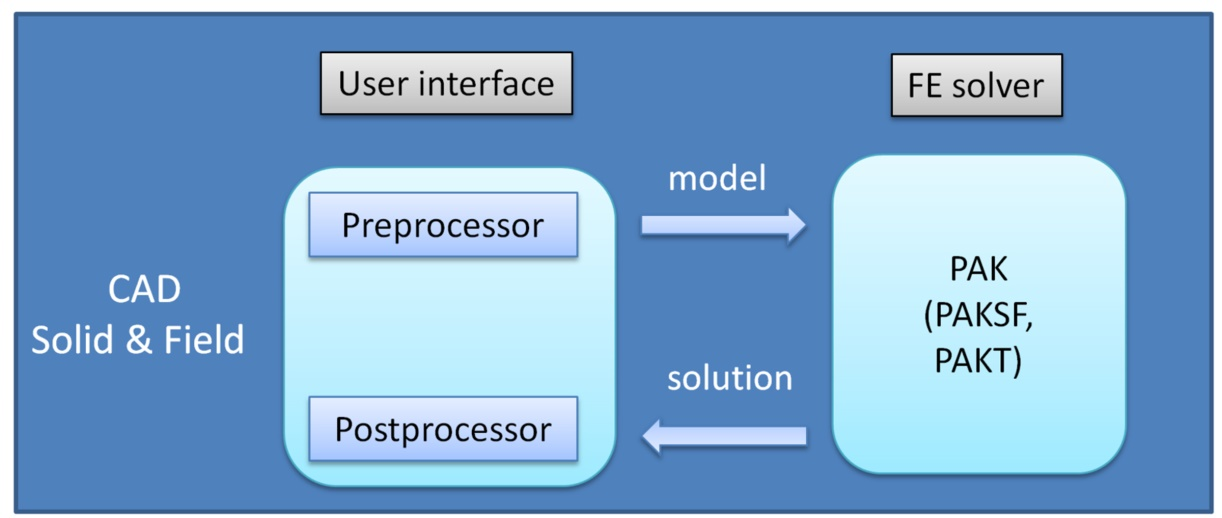 User interface
FE solver
model
Preprocessor
CAD
Solid & Field
PAK
(PAKSF,
PAKT)
solution
Postprocessor